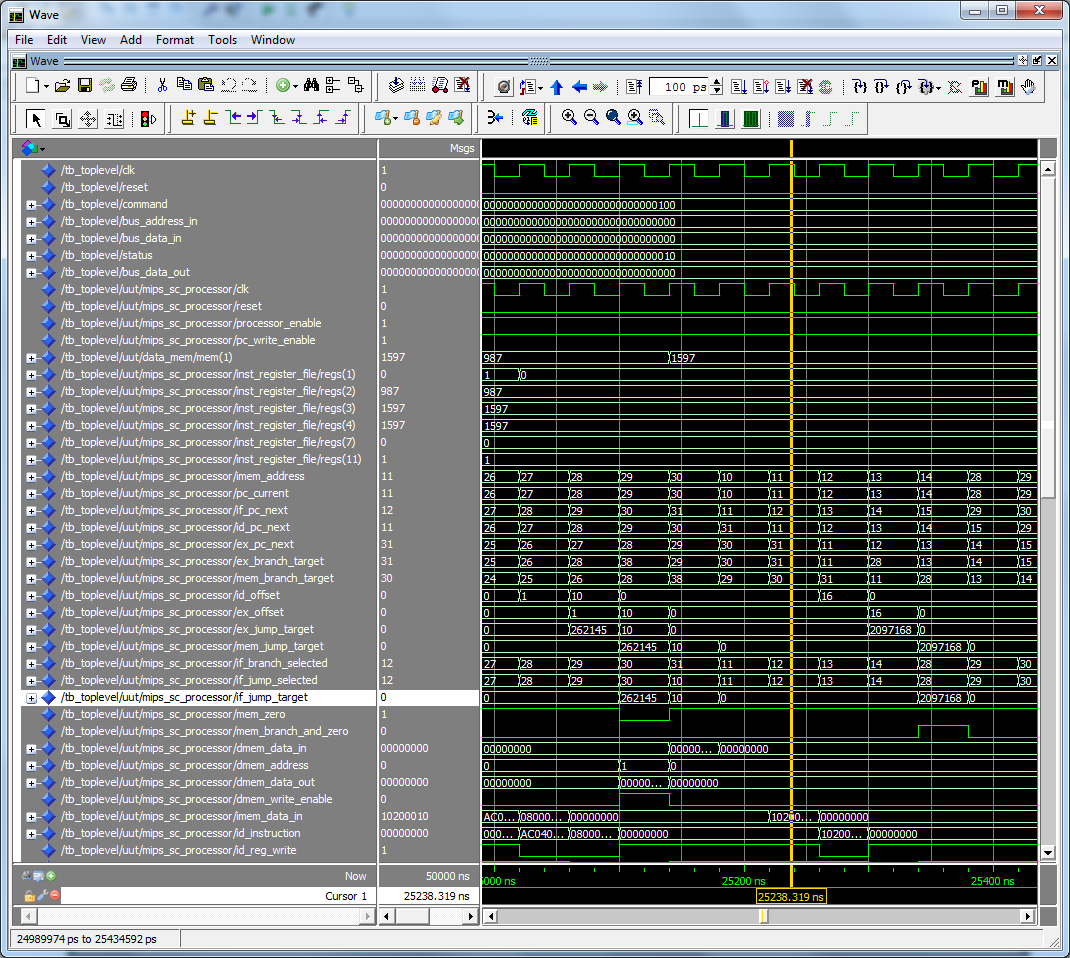 Wave
File Edit View Add Format Tools Window
Wave
100 ps
Msgs
/tb_toplevel/clk 1
/tb_toplevel/reset 0
/tb_toplevel/command 0000000000000000 00000000000000000000000000000100
/tb_toplevel/bus_address_in 0000000000000000 00000000000000000000000000000000
/tb_toplevel/bus_data_in 0000000000000000 00000000000000000000000000000000
/tb_toplevel/status 0000000000000000 00000000000000000000000000000010
/tb_toplevel/bus_data_out 0000000000000000 00000000000000000000000000000000
/tb_toplevel/uut/mips_sc_processor/clk 1
/tb_toplevel/uut/mips_sc_processor/reset 0
/tb_toplevel/uut/mips_sc_processor/processor_enable 1
/tb_toplevel/uut/mips_sc_processor/pc_write_enable 1
/tb_toplevel/uut/data_mem/mem(1) 1597 987 1597
/tb_toplevel/uut/mips_sc_processor/inst_register_file/regs(1) 0 1 0
/tb_toplevel/uut/mips_sc_processor/inst_register_file/regs(2) 987 987
/tb_toplevel/uut/mips_sc_processor/inst_register_file/regs(3) 1597 1597
/tb_toplevel/uut/mips_sc_processor/inst_register_file/regs(4) 1597 1597
/tb_toplevel/uut/mips_sc_processor/inst_register_file/regs(7) 0 0
/tb_toplevel/uut/mips_sc_processor/inst_register_file/regs(11) 1 1
/tb_toplevel/uut/mips_sc_processor/imem_address 11 26 27 28 29 30 10 11 12 13 14 28 29
/tb_toplevel/uut/mips_sc_processor/pc_current 11 26 27 28 29 30 10 11 12 13 14 28 29
/tb_toplevel/uut/mips_sc_processor/if_pc_next 12 27 28 29 30 31 11 12 13 14 15 29 30
/tb_toplevel/uut/mips_sc_processor/id_pc_next 11 26 27 28 29 30 31 11 12 13 14 15 29
/tb_toplevel/uut/mips_sc_processor/ex_pc_next 31 25 26 27 28 29 30 31 11 12 13 14 15
/tb_toplevel/uut/mips_sc_processor/ex_branch_target 31 25 26 28 38 29 30 31 11 28 13 14 15
/tb_toplevel/uut/mips_sc_processor/mem_branch_target 30 24 25 26 28 38 29 30 31 11 28 13 14
/tb_toplevel/uut/mips_sc_processor/id_offset 0 0 1 10 0 16 0
/tb_toplevel/uut/mips_sc_processor/ex_offset 0 0 1 10 0 16 0
/tb_toplevel/uut/mips_sc_processor/ex_jump_target 0 0 262145 10 0 2097168 0
/tb_toplevel/uut/mips_sc_processor/mem_jump_target 0 0 262145 10 0 2097168 0
/tb_toplevel/uut/mips_sc_processor/if_branch_selected 12 27 28 29 30 31 11 12 13 14 28 29 30
/tb_toplevel/uut/mips_sc_processor/if_jump_selected 12 27 28 29 30 10 11 12 13 14 28 29 30
/tb_toplevel/uut/mips_sc_processor/if_jump_target 0 0 262145 10 0 2097168 0
/tb_toplevel/uut/mips_sc_processor/mem_zero 1
/tb_toplevel/uut/mips_sc_processor/mem_branch_and_zero 0
/tb_toplevel/uut/mips_sc_processor/dmem_data_in 00000000 00000000 00000... 00000000
/tb_toplevel/uut/mips_sc_processor/dmem_address 0 0 1 0
/tb_toplevel/uut/mips_sc_processor/dmem_data_out 00000000 00000000 00000... 00000000
/tb_toplevel/uut/mips_sc_processor/dmem_write_enable 0
/tb_toplevel/uut/mips_sc_processor/imem_data_in 10200010 AC0... 08000... 00000000 10200... 00000000
/tb_toplevel/uut/mips_sc_processor/id_instruction 00000000 000... AC040... 08000... 00000000 10200... 00000000
/tb_toplevel/uut/mips_sc_processor/id_reg_write 1
Now 50000 ns 000 ns 25200 ns 25400 ns
Cursor 1 25238.319 ns 25238.319 ns
24989974 ps to 25434592 ps